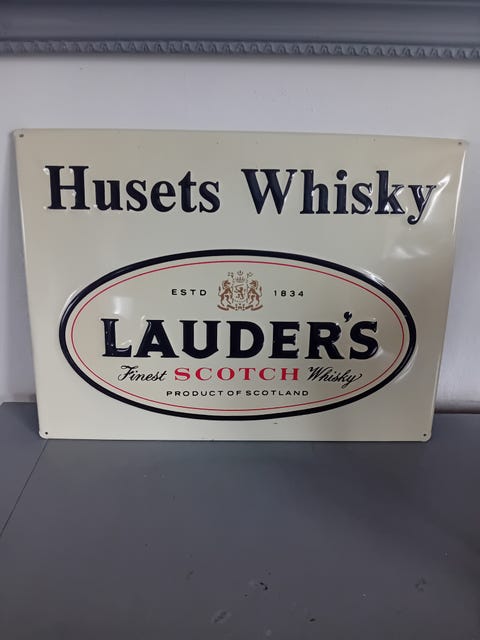 Husets Whisky
ESTD 1834
LAUDER'S
Finest SCOTCH Whisky
PRODUCT OF SCOTLAND